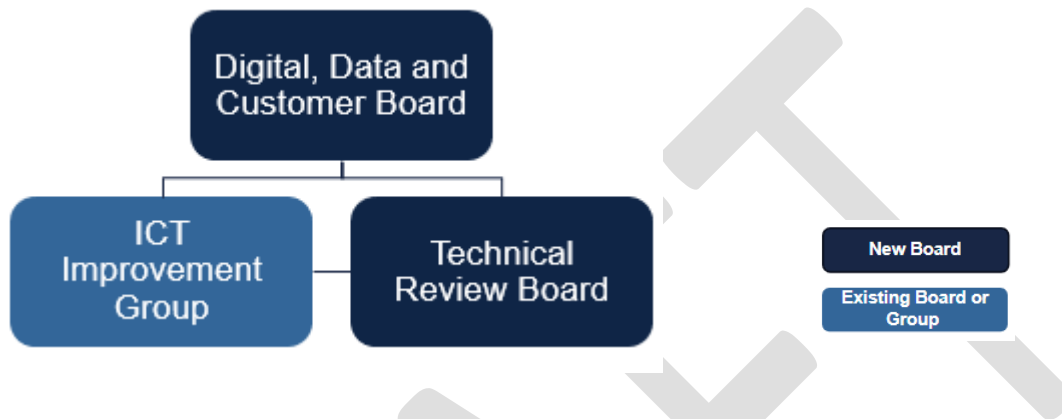 Digital, Data and
Customer Board
ICT
Improvement
Group
Technical
Review Board
New Board
Existing Board or
Group